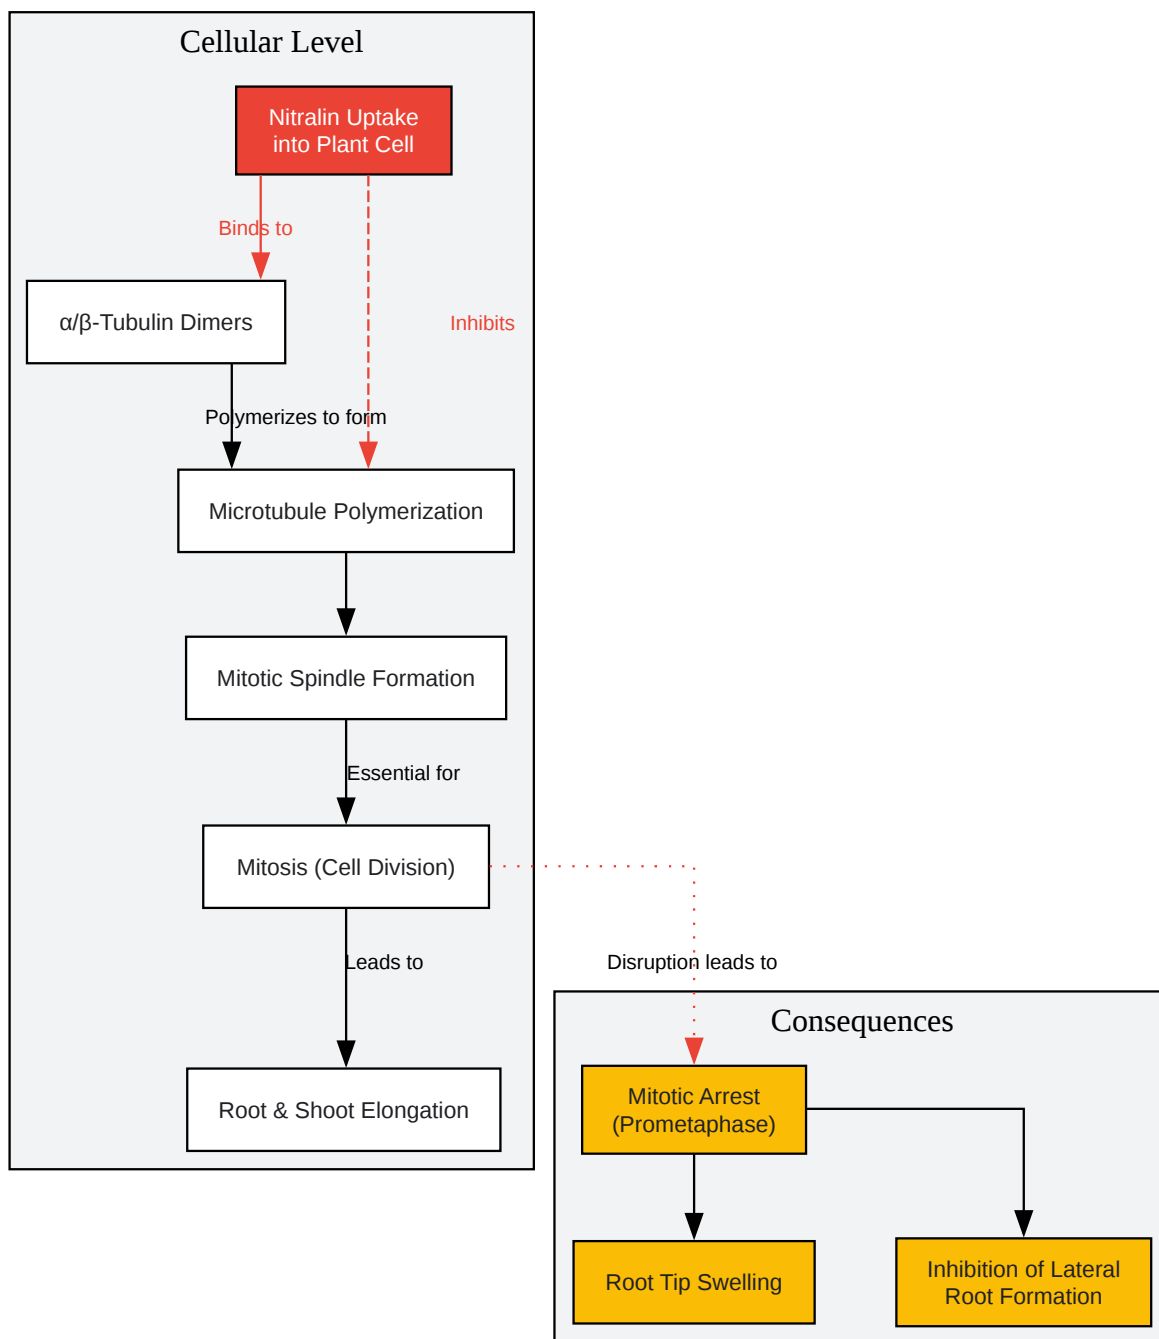 Cellular Level
Nitralin Uptake
into Plant Cell
Binds to
α/β-Tubulin Dimers
Inhibits
Polymerizes to form
Microtubule Polymerization
Mitotic Spindle Formation
Essential for
Mitosis (Cell Division)
Leads to
Disruption leads to
Root & Shoot Elongation
Consequences
Mitotic Arrest
(Prometaphase)
Root Tip Swelling
Inhibition of Lateral
Root Formation